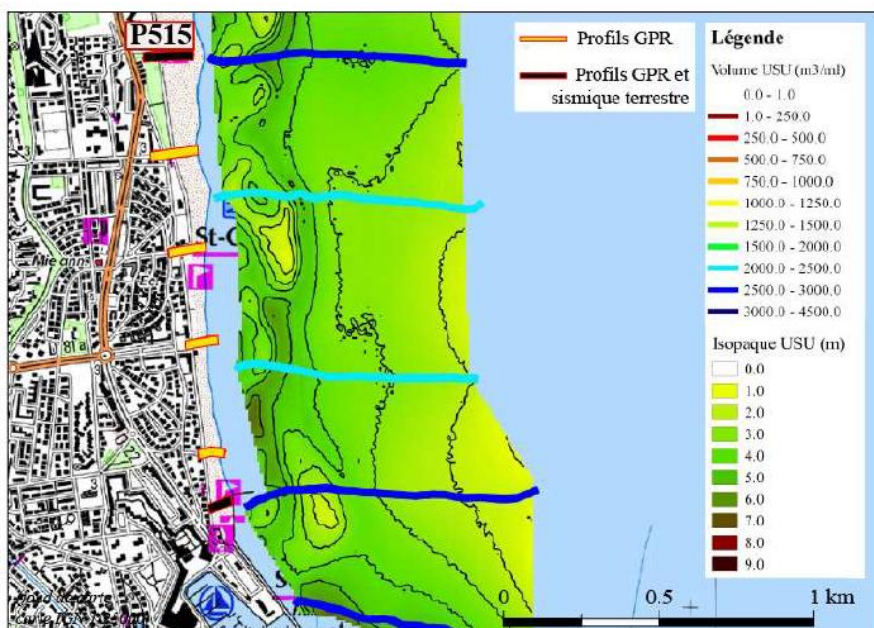 P515
Profils GPR
Profils GPR et
sismique terrestre
Légende
Volume USU (m3/ml)
0.0 - 1.0
1.0 - 250.0
250.0 - 500.0
500.0 - 750.0
750.0 - 1000.0
1000.0 - 1250.0
1250.0 - 1500.0
1500.0 - 2000.0
2000.0 - 2500.0
2500.0 - 3000.0
3000.0 - 4500.0
Isopaque USU (m)
0.0
1.0
2.0
3.0
4.0
5.0
6.0
7.0
8.0
9.0
St-C
3
3
3
S
0
0.5
1 km